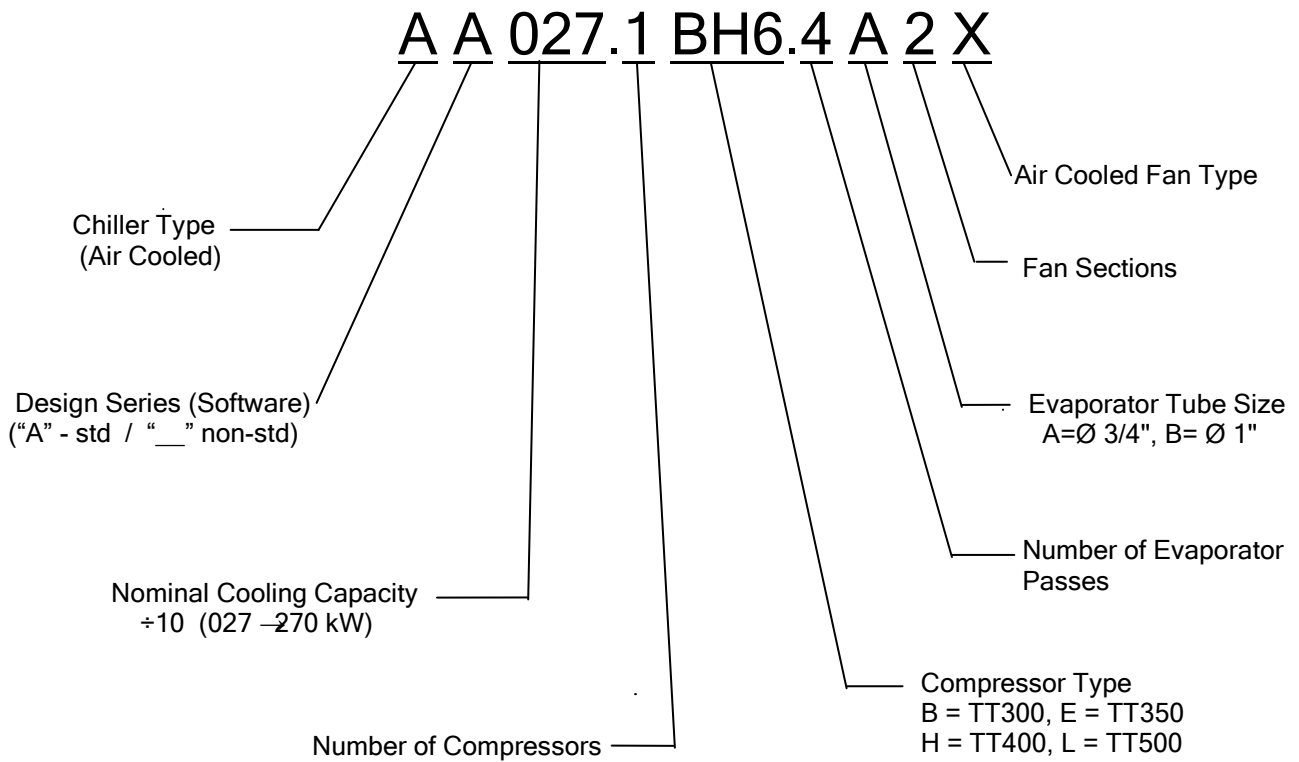 A A 027.1 BH6.4 A 2 X
Air Cooled Fan Type
Chiller Type
(Air Cooled)
Fan Sections
Design Series (Software)
("A" - std / "__" non-std)
Evaporator Tube Size
A=Ø 3/4", B= Ø 1"
Number of Evaporator
Passes
Nominal Cooling Capacity
÷10 (027 → 270 kW)
Compressor Type
B = TT300, E = TT350
H = TT400, L = TT500
Number of Compressors